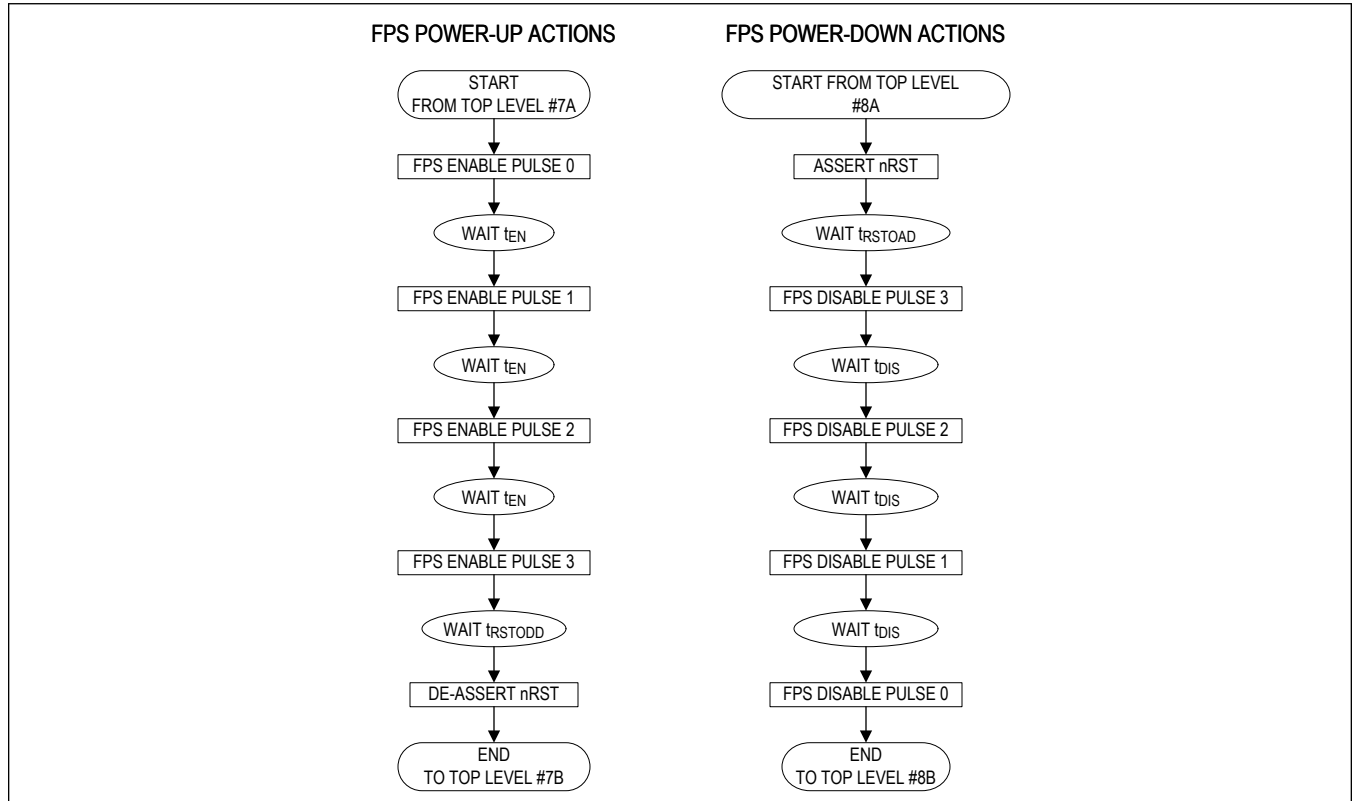 FPS POWER-UP ACTIONS
START
FROM TOP LEVEL #7A
FPS ENABLE PULSE 0
WAIT tEN
FPS ENABLE PULSE 1
WAIT tEN
FPS ENABLE PULSE 2
WAIT tEN
FPS ENABLE PULSE 3
WAIT tRSTODD
DE-ASSERT nRST
END
TO TOP LEVEL #7B
FPS POWER-DOWN ACTIONS
START FROM TOP LEVEL
#8A
ASSERT nRST
WAIT tRSTOAD
FPS DISABLE PULSE 3
WAIT tDIS
FPS DISABLE PULSE 2
WAIT tDIS
FPS DISABLE PULSE 1
WAIT tDIS
FPS DISABLE PULSE 0
END
TO TOP LEVEL #8B